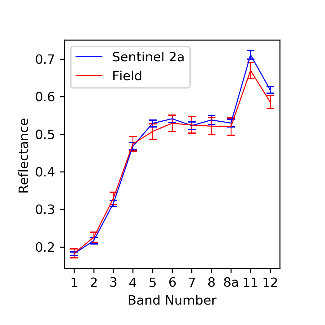 Sentinel 2a
Field
Reflectance
0.7
0.6
0.5
0.4
0.3
0.2
1 2 3 4 5 6 7 8 8a 11 12
Band Number